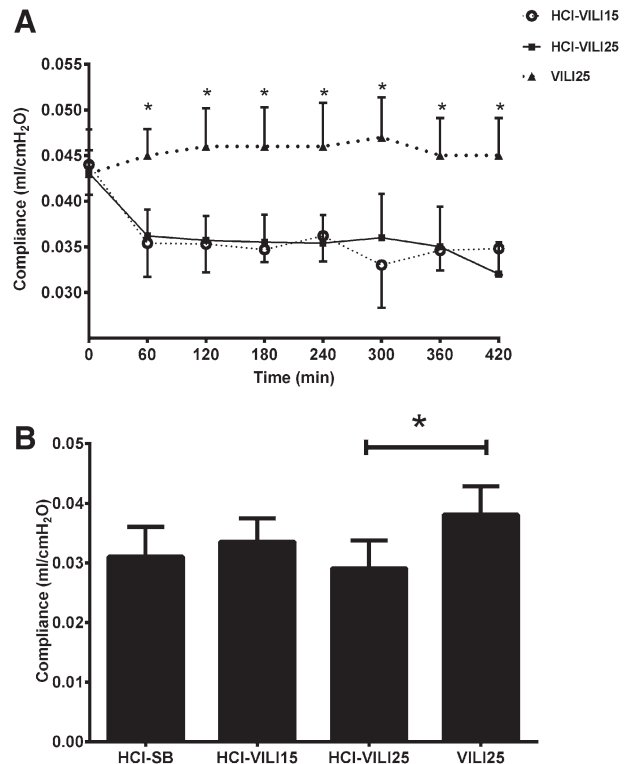 A
HCl-VILI15
HCl-VILI25
VILI25
0.055
0.050
0.045
0.040
0.035
0.030
Compliance (ml/cmH₂O)
* * * * * * *
0 60 120 180 240 300 360 420
Time (min)
B
*
0.05
0.04
0.03
0.02
0.01
0.00
Compliance (ml/cmH₂O)
HCl-SB HCl-VILI15 HCl-VILI25 VILI25